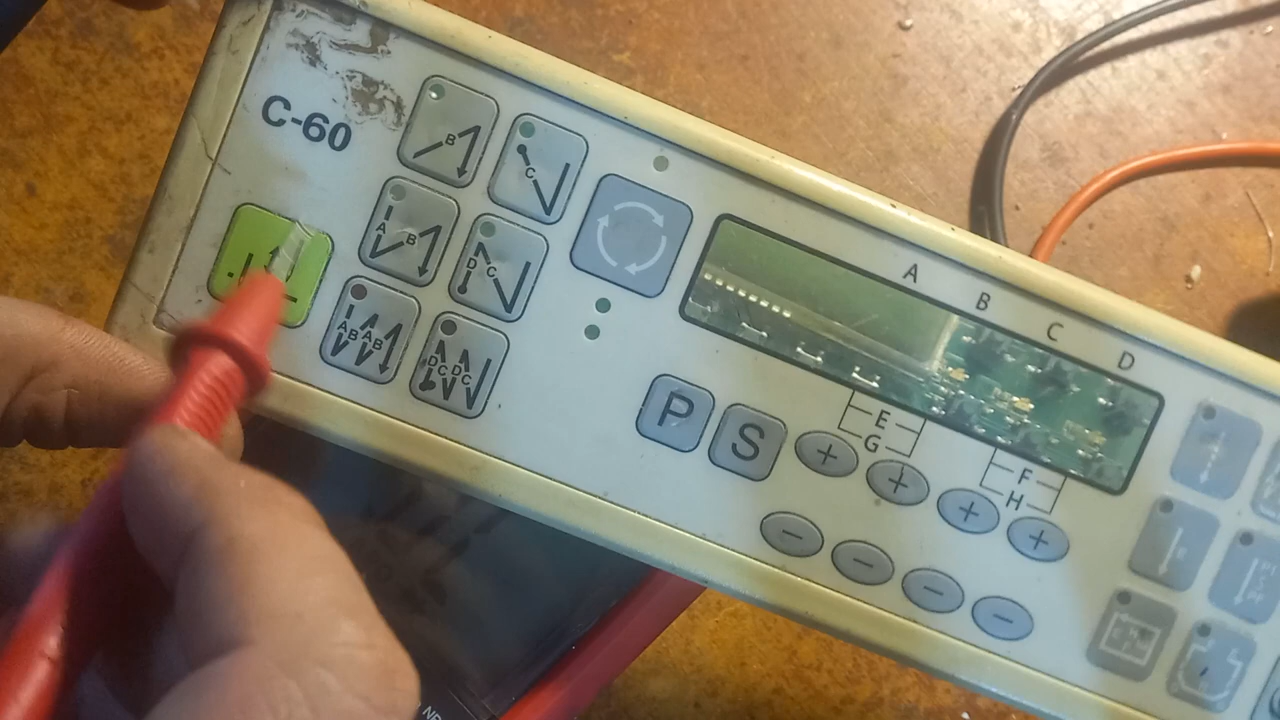 C-60
B
C
A B
D C
A B A B
D C D C
A B C D
P S
E
G
F
H
+ + + +
− − − −